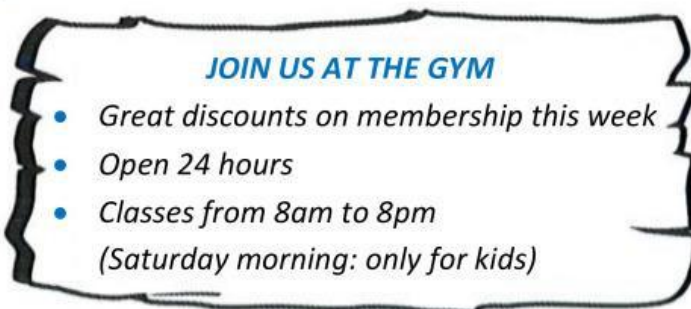 JOIN US AT THE GYM
• Great discounts on membership this week
• Open 24 hours
• Classes from 8am to 8pm
(Saturday morning: only for kids)